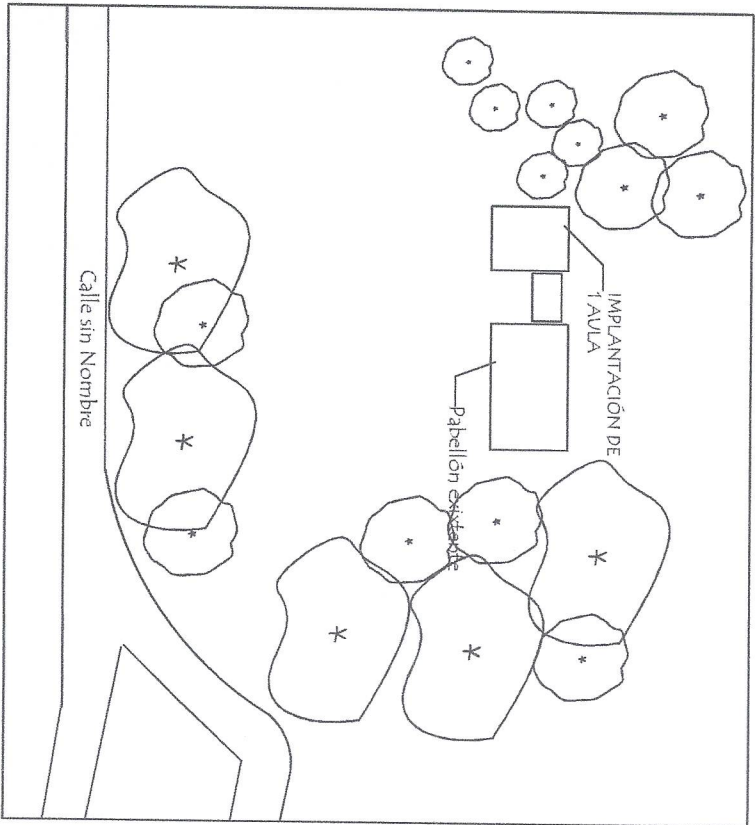 IMPLANTACIÓN DE
1 AULA
Pabellón existente
Calle sin Nombre